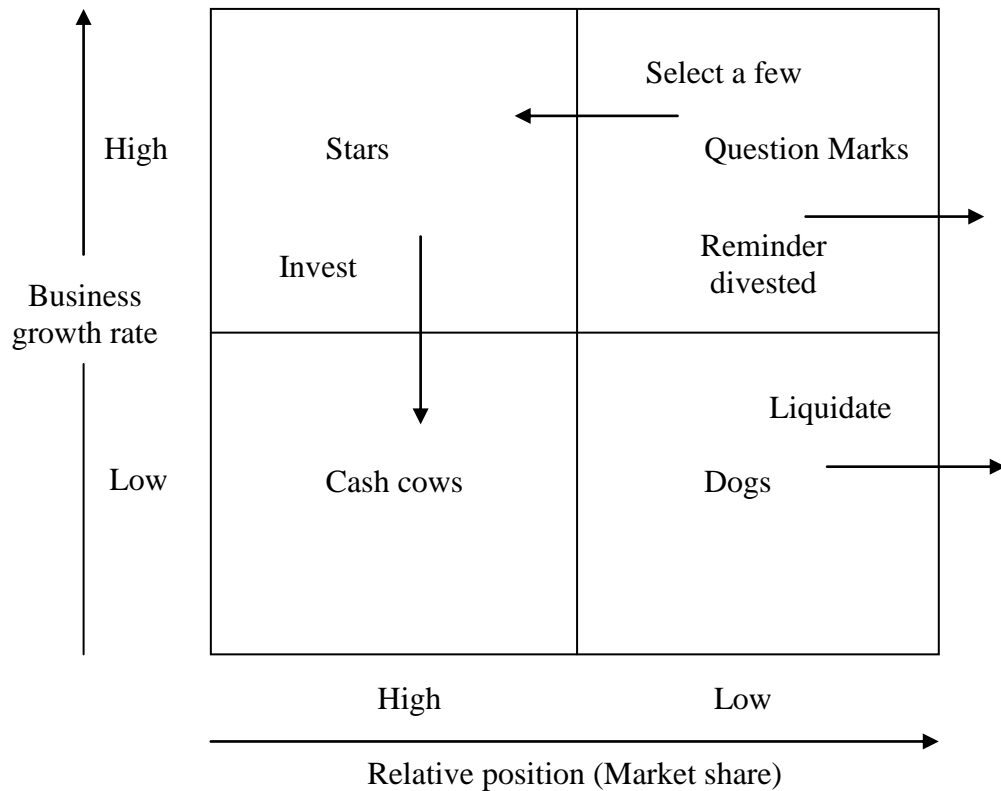 Select a few
High
Stars
Question Marks
Invest
Reminder
divested
Business
growth rate
Liquidate
Low
Cash cows
Dogs
High
Low
Relative position (Market share)